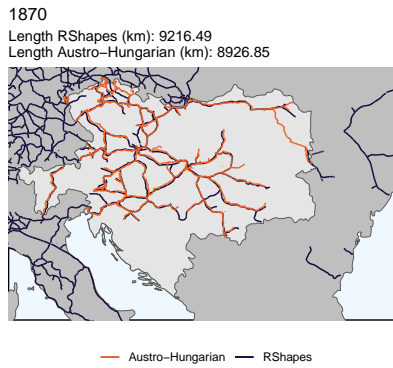 1870
Length RShapes (km): 9216.49
Length Austro−Hungarian (km): 8926.85
Austro−Hungarian
RShapes